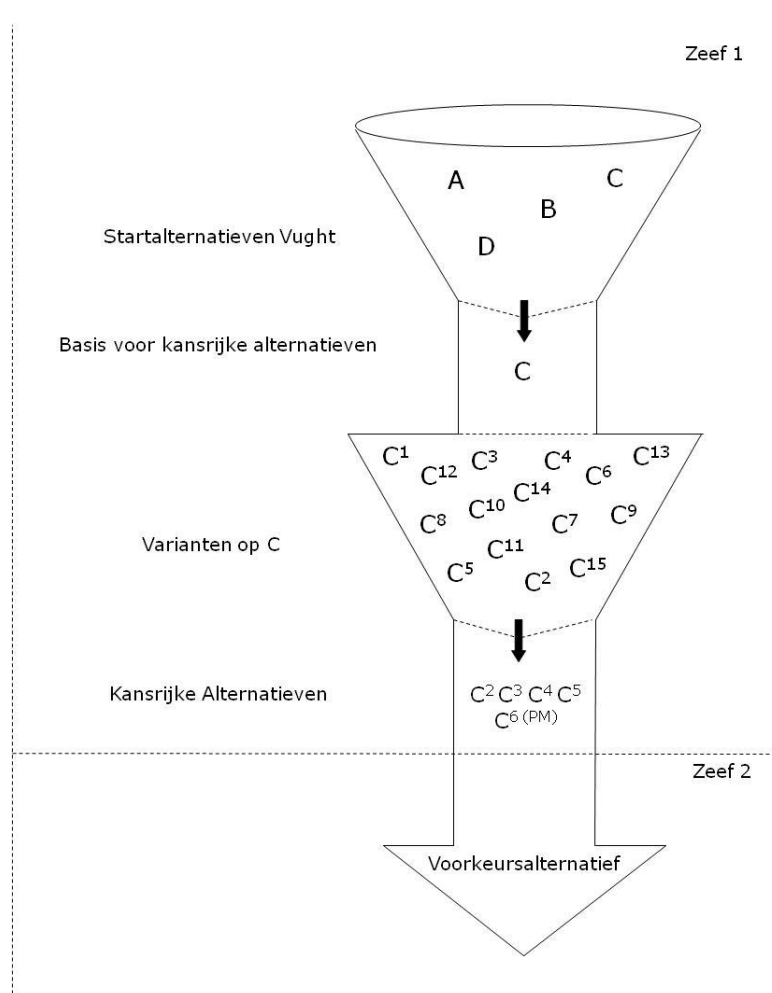 Zeef 1
A C
B
D
Startalternatieven Vught
Basis voor kansrijke alternatieven
C
C1 C12 C3 C4 C6 C13
C8 C10 C14 C7 C9
C5 C11 C2 C15
Varianten op C
Kansrijke Alternatieven
C2 C3 C4 C5
C6 (PM)
Zeef 2
Voorkeursalternatief